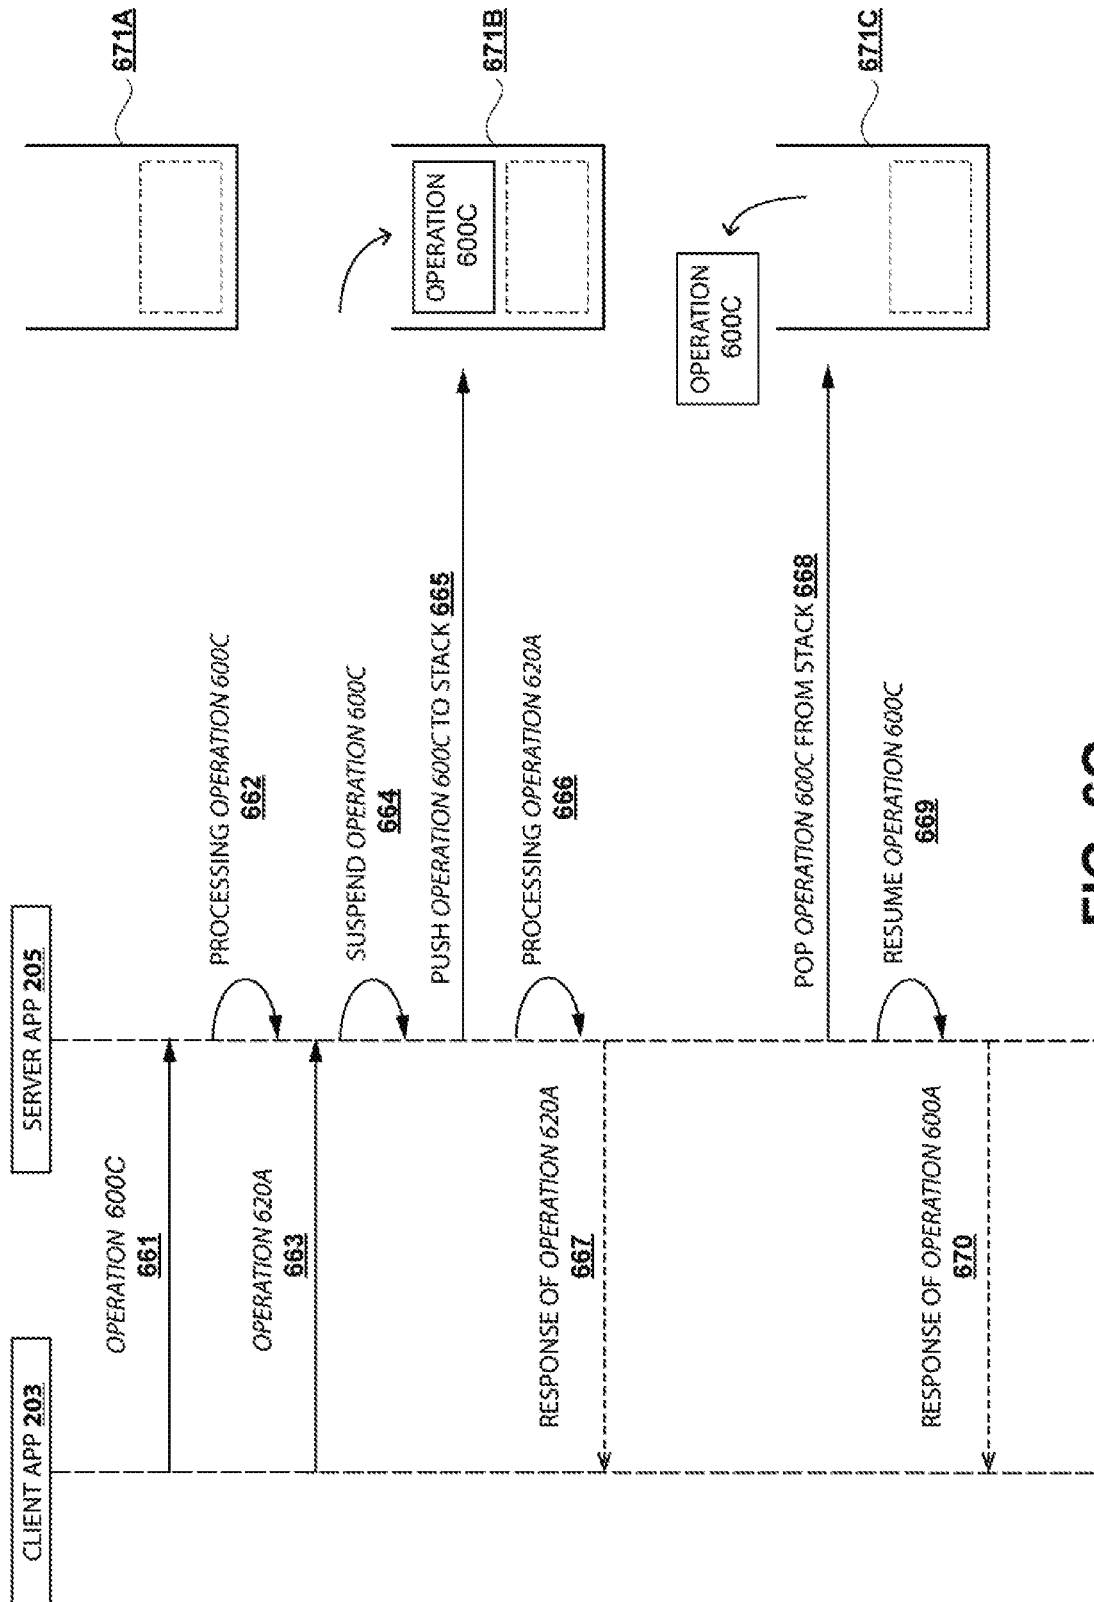 CLIENT APP 203
SERVER APP 205
OPERATION 600C
661
PROCESSING OPERATION 600C
662
671A
OPERATION 620A
663
SUSPEND OPERATION 600C
664
PUSH OPERATION 600C TO STACK 665
OPERATION
600C
671B
PROCESSING OPERATION 620A
666
RESPONSE OF OPERATION 620A
667
POP OPERATION 600C FROM STACK 668
OPERATION
600C
671C
RESUME OPERATION 600C
669
RESPONSE OF OPERATION 600A
670